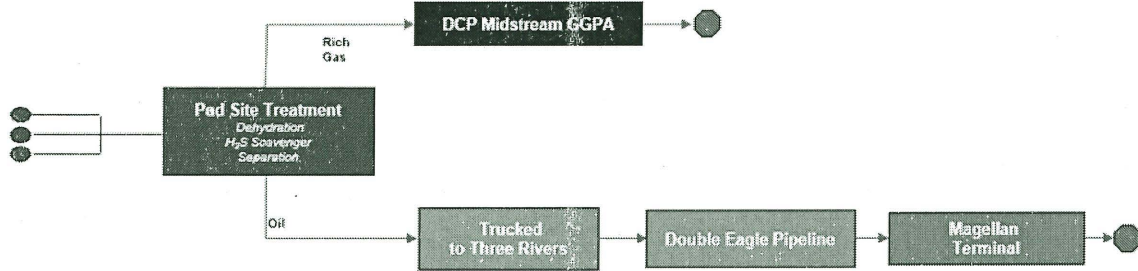 DCP Midstream GGPA
Rich
Gas
Pad Site Treatment
Dehydration
H₂S Scavenger
Separation
Oil
Trucked
to Three Rivers
Double Eagle Pipeline
Magellan
Terminal